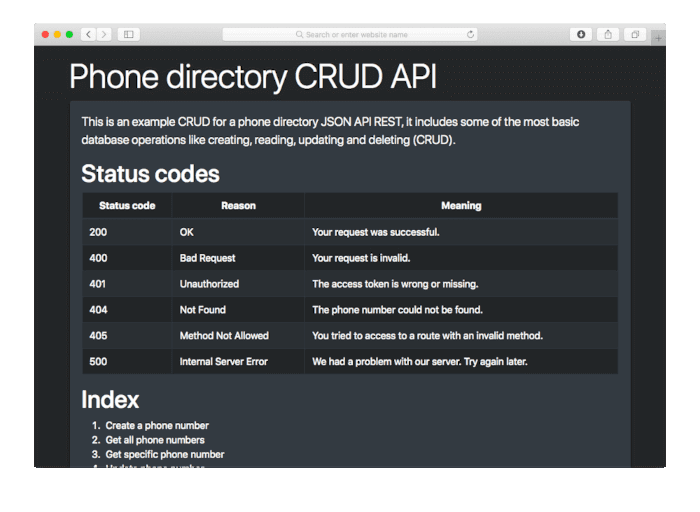 Search or enter website name
Phone directory CRUD API
This is an example CRUD for a phone directory JSON API REST, it includes some of the most basic
database operations like creating, reading, updating and deleting (CRUD).
Status codes
Status code Reason Meaning
200 OK Your request was successful.
400 Bad Request Your request is invalid.
401 Unauthorized The access token is wrong or missing.
404 Not Found The phone number could not be found.
405 Method Not Allowed You tried to access to a route with an invalid method.
500 Internal Server Error We had a problem with our server. Try again later.
Index
1. Create a phone number
2. Get all phone numbers
3. Get specific phone number
4. Update phone number